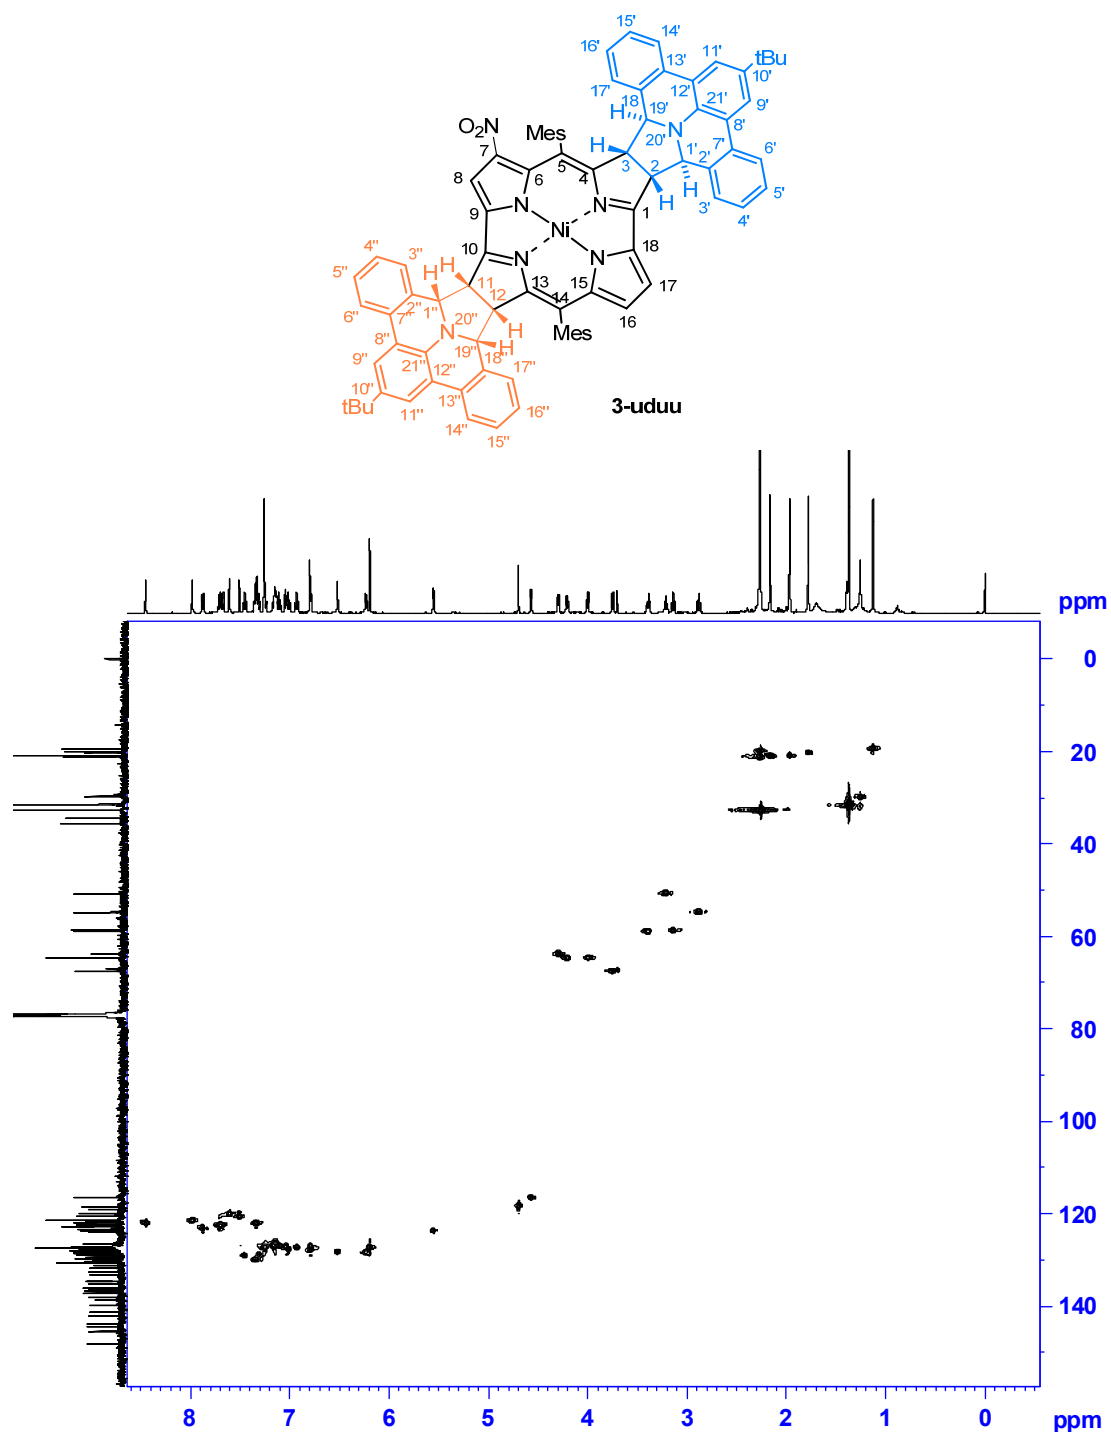 15' 14'
16' 13' 11' tBu
17' 12' 10'
18 19' 21' 9'
H N 8'
O₂N Mes 20' 7' 6'
7 5 H 1' 2'
8 6 4 3 2 H 5'
9 N N 1 H 3' 4'
Ni
10 N N 18
4'' 3'' H H 13 15 17
5'' 11 12 14 16
6'' 2'' 1'' 20'' H Mes
7'' N H
8'' 19'' 18'' 17''
9'' 21'' 12''
10'' 13'' 16''
tBu 11'' 14'' 15''
3-uduu
ppm
0
20
40
60
80
100
120
140
8 7 6 5 4 3 2 1 0 ppm